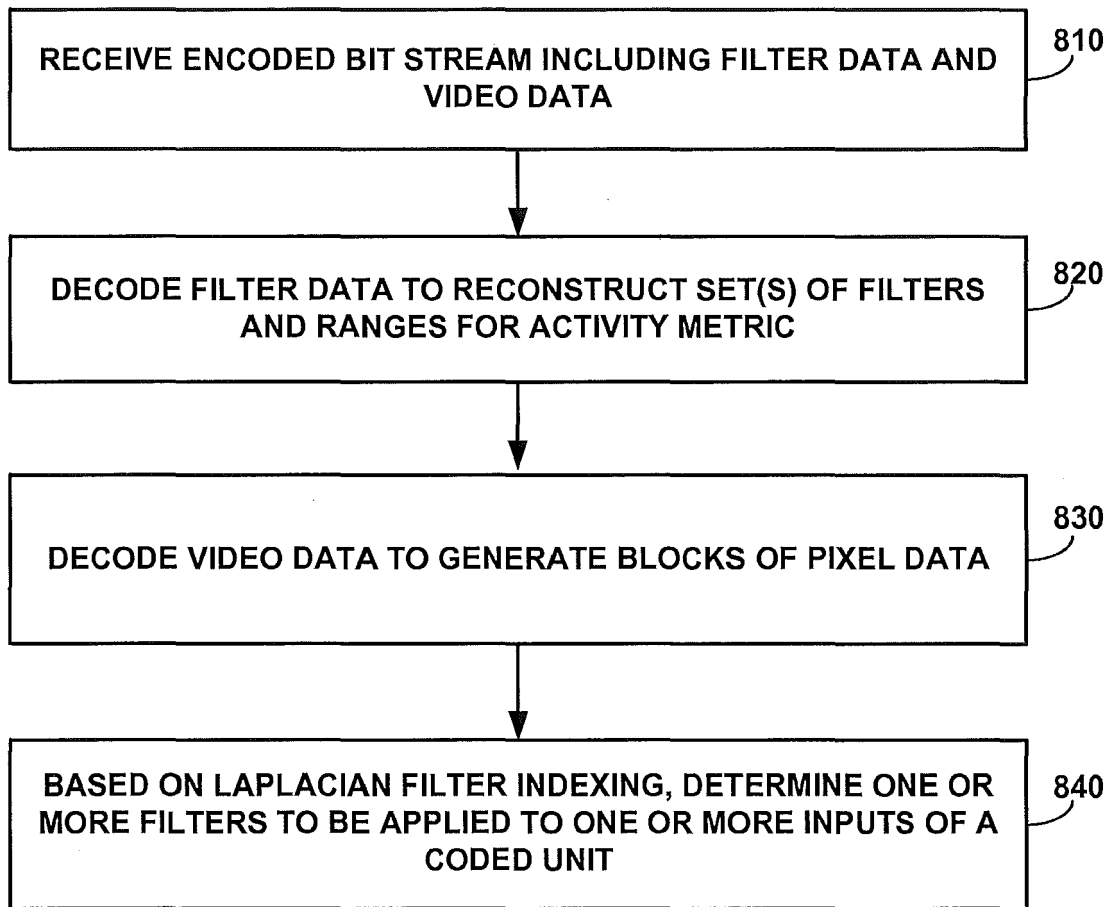 RECEIVE ENCODED BIT STREAM INCLUDING FILTER DATA AND
VIDEO DATA
810
DECODE FILTER DATA TO RECONSTRUCT SET(S) OF FILTERS
AND RANGES FOR ACTIVITY METRIC
820
DECODE VIDEO DATA TO GENERATE BLOCKS OF PIXEL DATA
830
BASED ON LAPLACIAN FILTER INDEXING, DETERMINE ONE OR
MORE FILTERS TO BE APPLIED TO ONE OR MORE INPUTS OF A
CODED UNIT
840